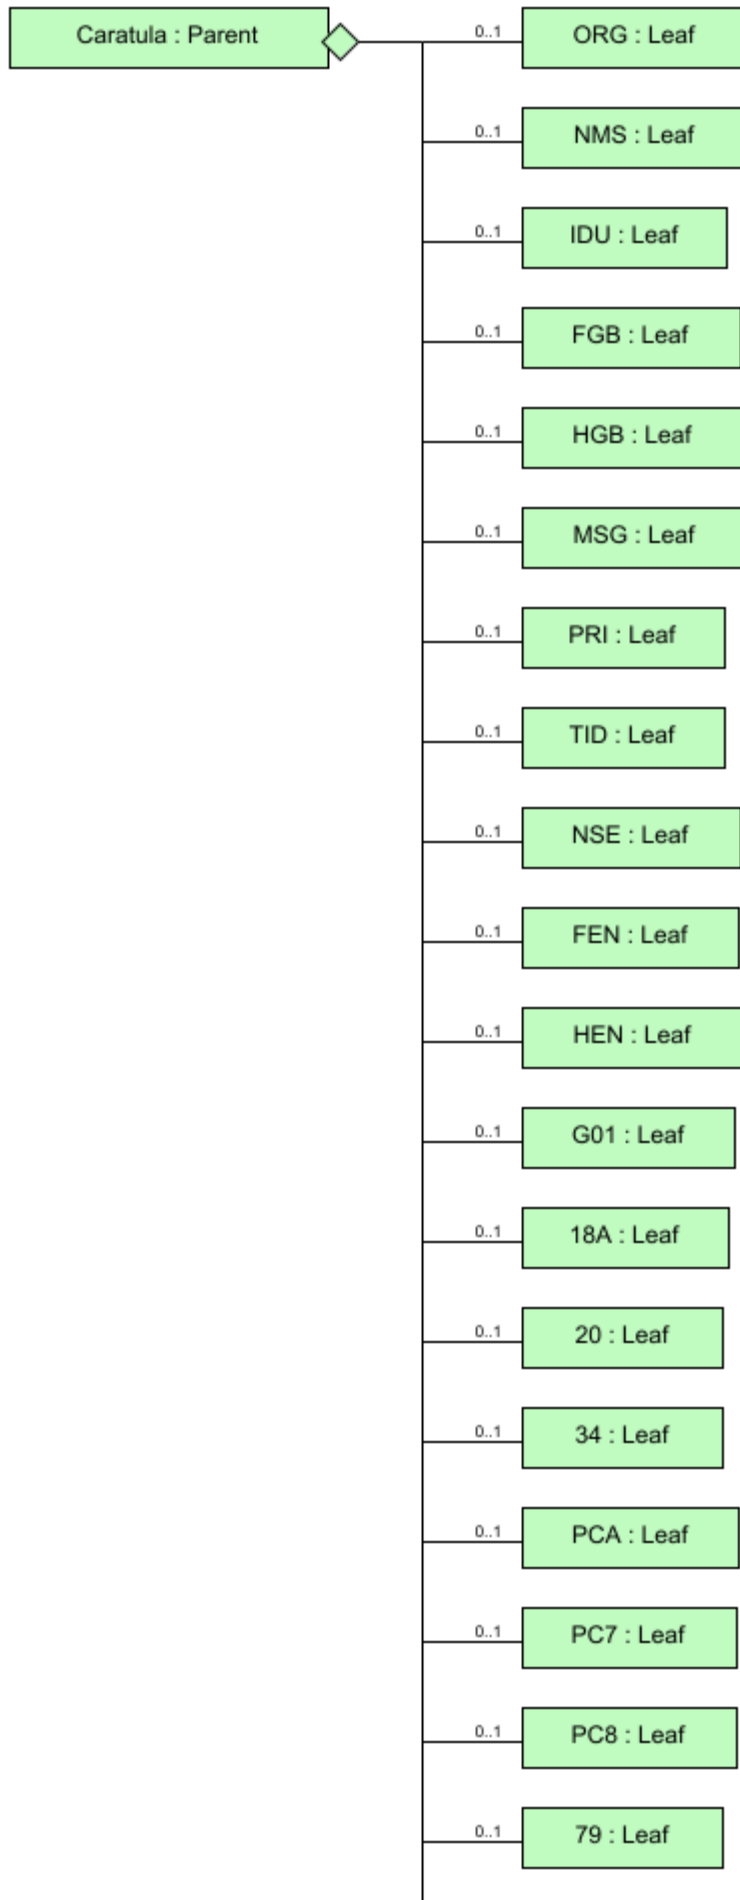 Caratula : Parent
0..1
ORG : Leaf
0..1
NMS : Leaf
0..1
IDU : Leaf
0..1
FGB : Leaf
0..1
HGB : Leaf
0..1
MSG : Leaf
0..1
PRI : Leaf
0..1
TID : Leaf
0..1
NSE : Leaf
0..1
FEN : Leaf
0..1
HEN : Leaf
0..1
G01 : Leaf
0..1
18A : Leaf
0..1
20 : Leaf
0..1
34 : Leaf
0..1
PCA : Leaf
0..1
PC7 : Leaf
0..1
PC8 : Leaf
0..1
79 : Leaf